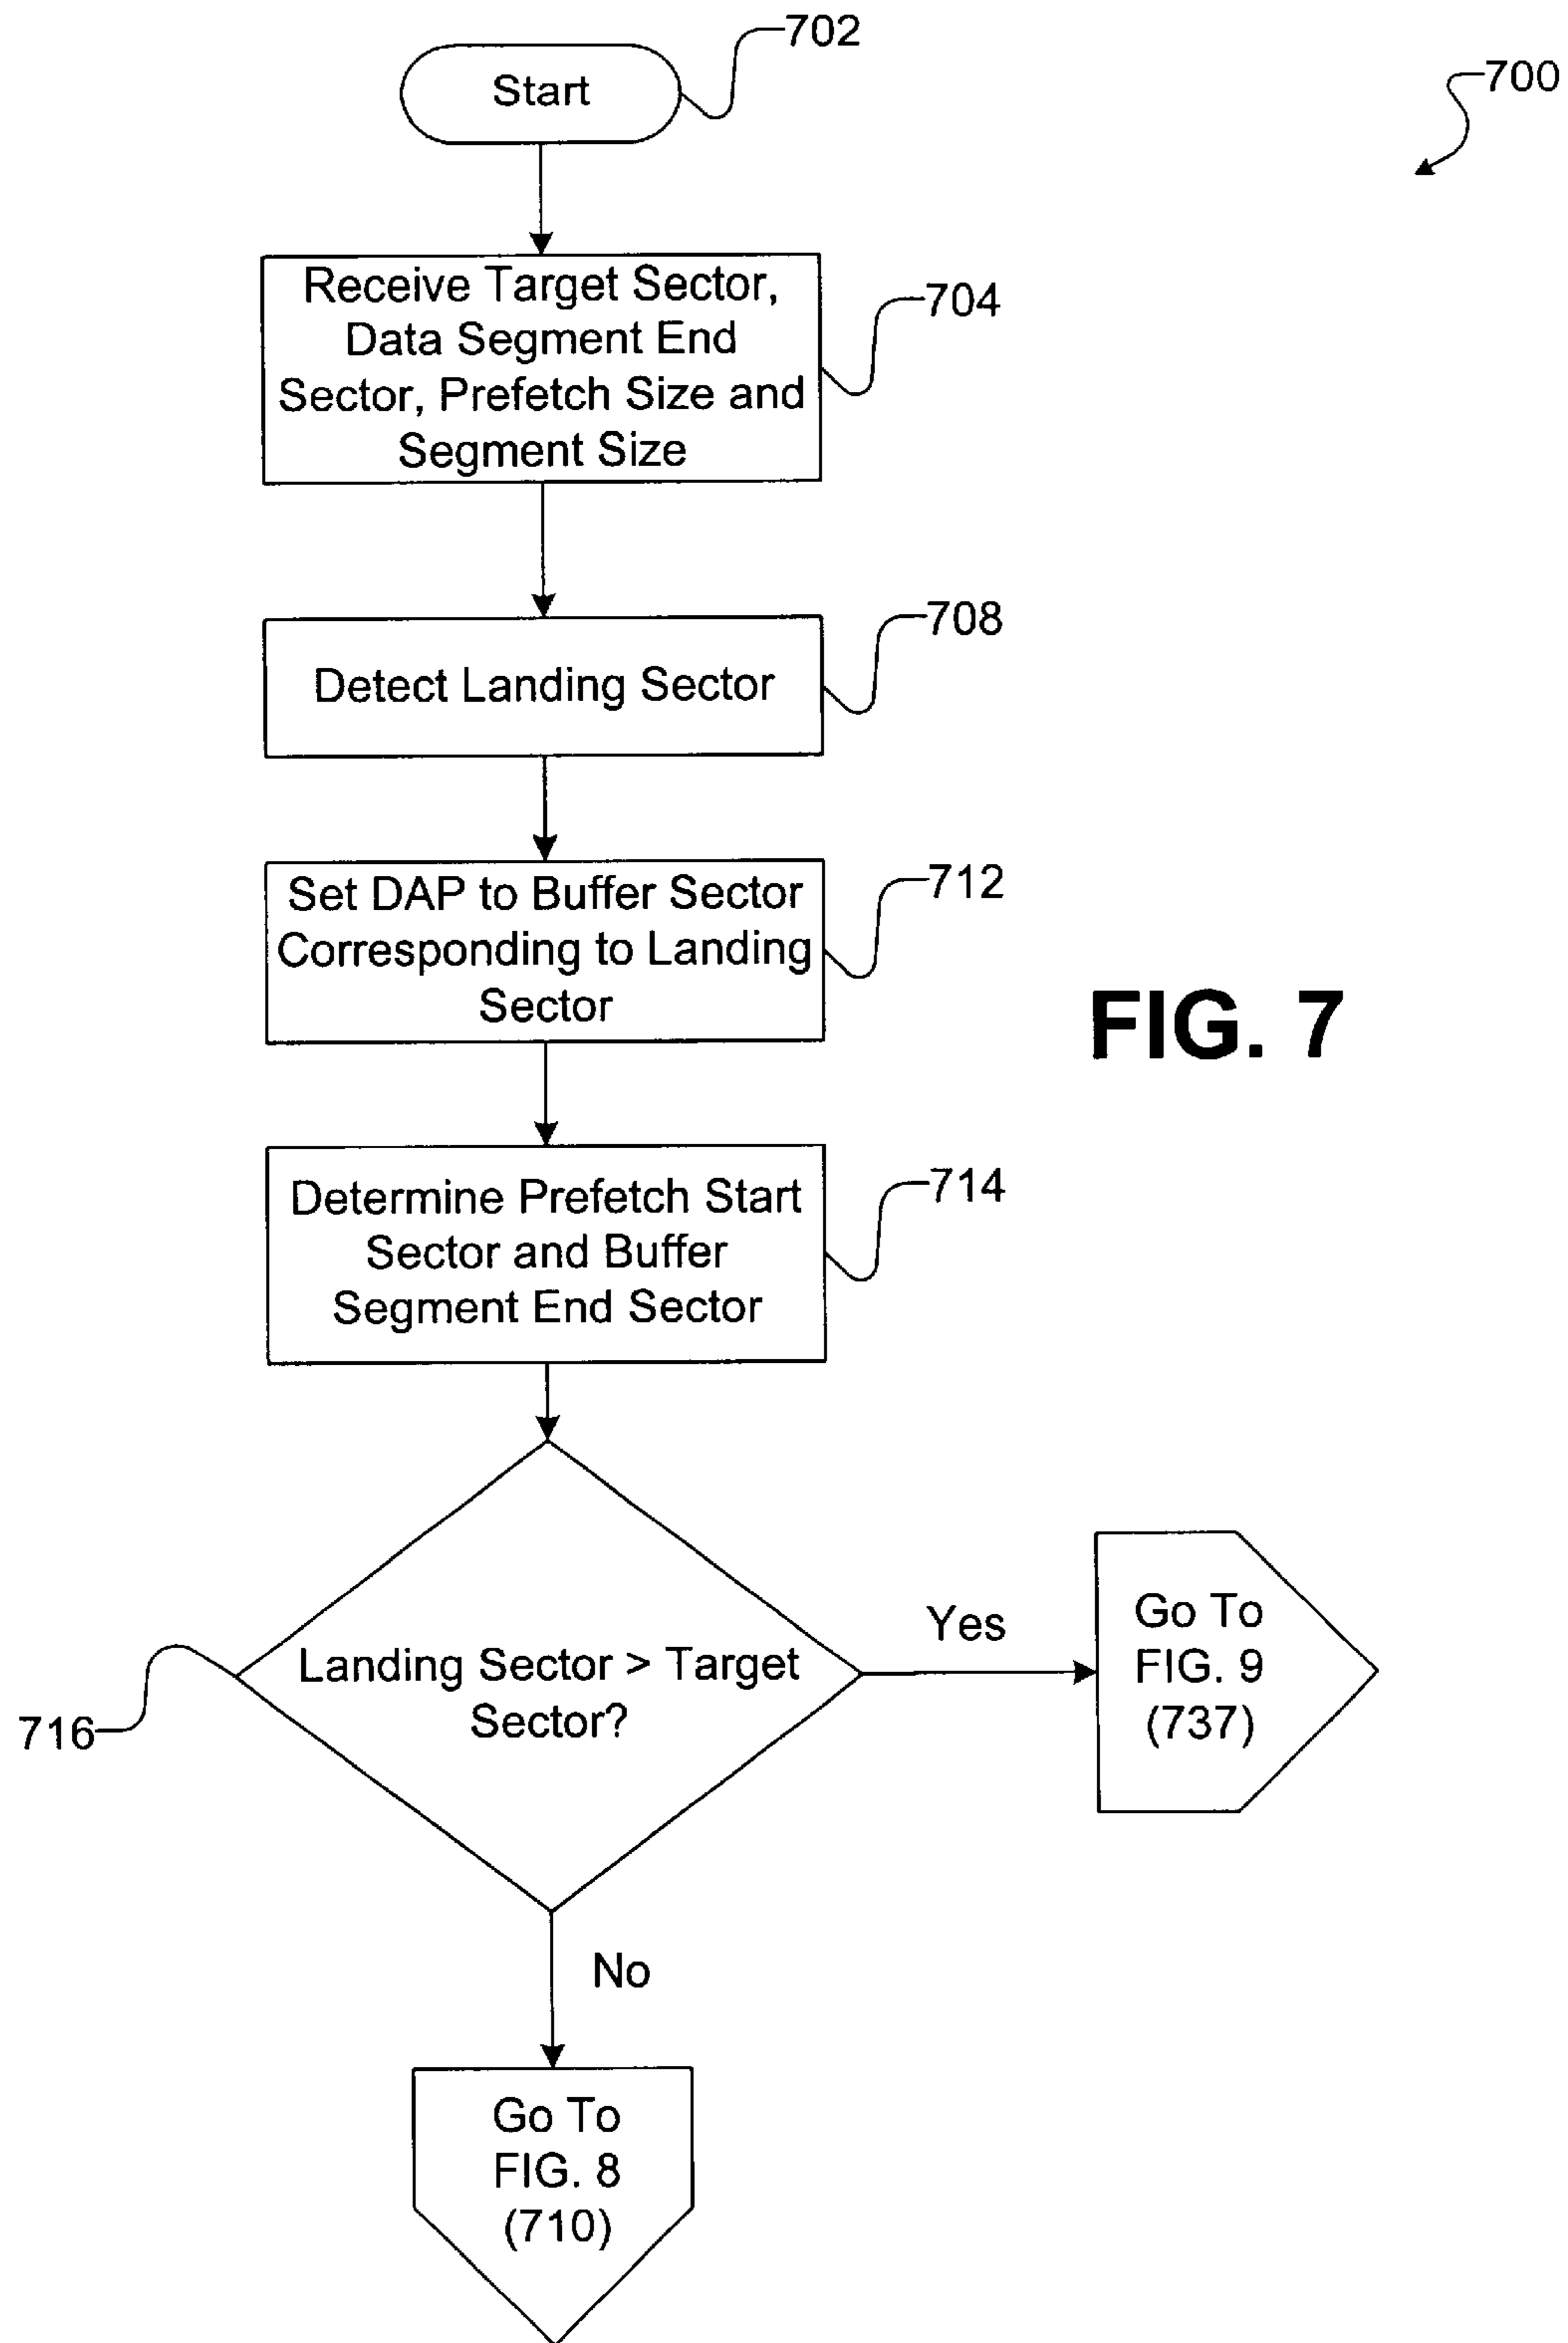 702
700
Start
Receive Target Sector,
Data Segment End
Sector, Prefetch Size and
Segment Size
704
Detect Landing Sector
708
Set DAP to Buffer Sector
Corresponding to Landing
Sector
712
FIG. 7
Determine Prefetch Start
Sector and Buffer
Segment End Sector
714
Landing Sector > Target
Sector?
716
Yes
Go To
FIG. 9
(737)
No
Go To
FIG. 8
(710)